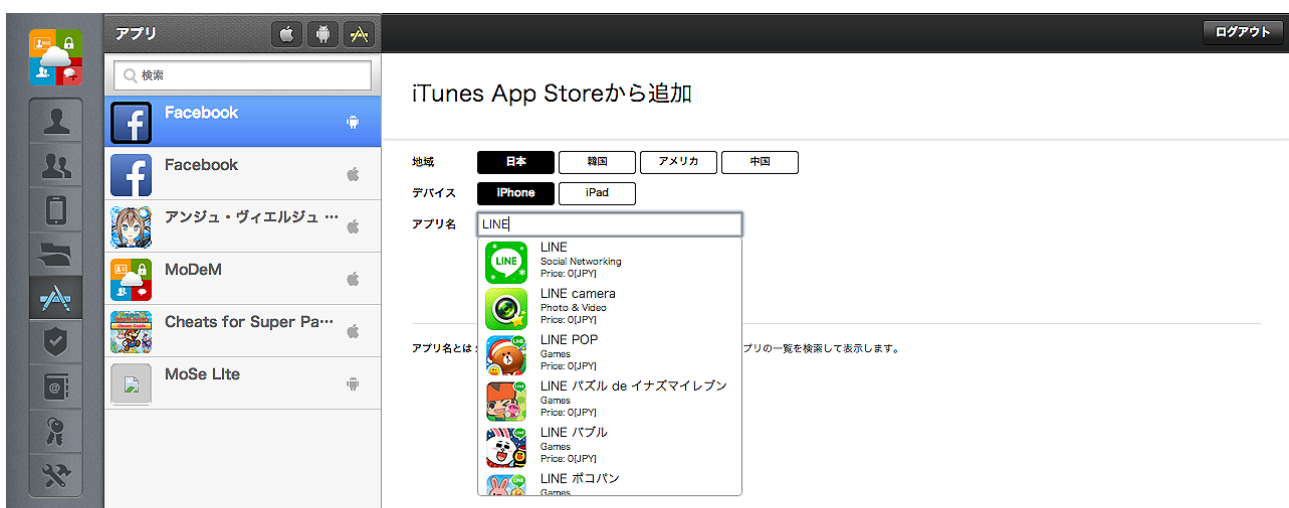 アプリ
ログアウト
検索
iTunes App Storeから追加
Facebook
Facebook
アンジュ・ヴィエルジュ …
MoDeM
Cheats for Super Pa…
MoSe Lite
地域 日本 韓国 アメリカ 中国
デバイス iPhone iPad
アプリ名 LINE
LINE
LINE
Social Networking
Price: 0[JPY]
LINE camera
Photo & Video
Price: 0[JPY]
LINE POP
Games
Price: 0[JPY]
LINE パズル de イナズマイレブン
Games
Price: 0[JPY]
LINE バブル
Games
Price: 0[JPY]
LINE ポコパン
Games
アプリ名とは
プリの一覧を検索して表示します。